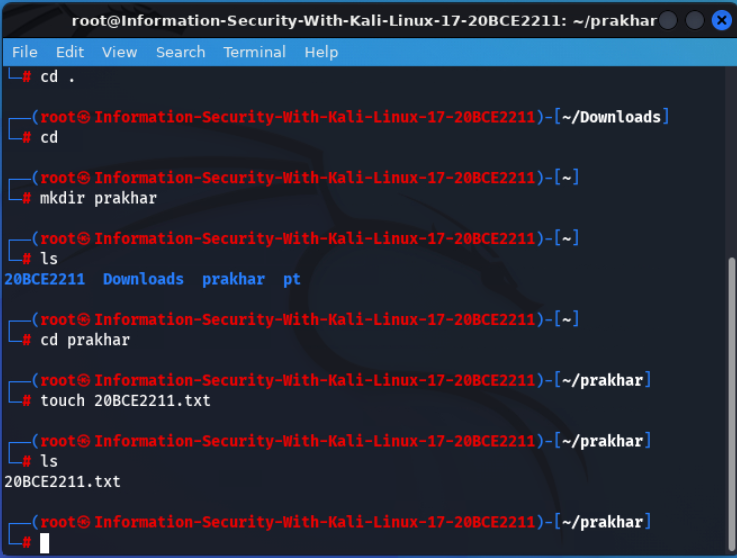 root@Information-Security-With-Kali-Linux-17-20BCE2211: ~/prakhar
File Edit View Search Terminal Help
└─# cd .
┌──(root㉿Information-Security-With-Kali-Linux-17-20BCE2211)-[~/Downloads]
└─# cd
┌──(root㉿Information-Security-With-Kali-Linux-17-20BCE2211)-[~]
└─# mkdir prakhar
┌──(root㉿Information-Security-With-Kali-Linux-17-20BCE2211)-[~]
└─# ls
20BCE2211  Downloads  prakhar  pt
┌──(root㉿Information-Security-With-Kali-Linux-17-20BCE2211)-[~]
└─# cd prakhar
┌──(root㉿Information-Security-With-Kali-Linux-17-20BCE2211)-[~/prakhar]
└─# touch 20BCE2211.txt
┌──(root㉿Information-Security-With-Kali-Linux-17-20BCE2211)-[~/prakhar]
└─# ls
20BCE2211.txt
┌──(root㉿Information-Security-With-Kali-Linux-17-20BCE2211)-[~/prakhar]
└─#